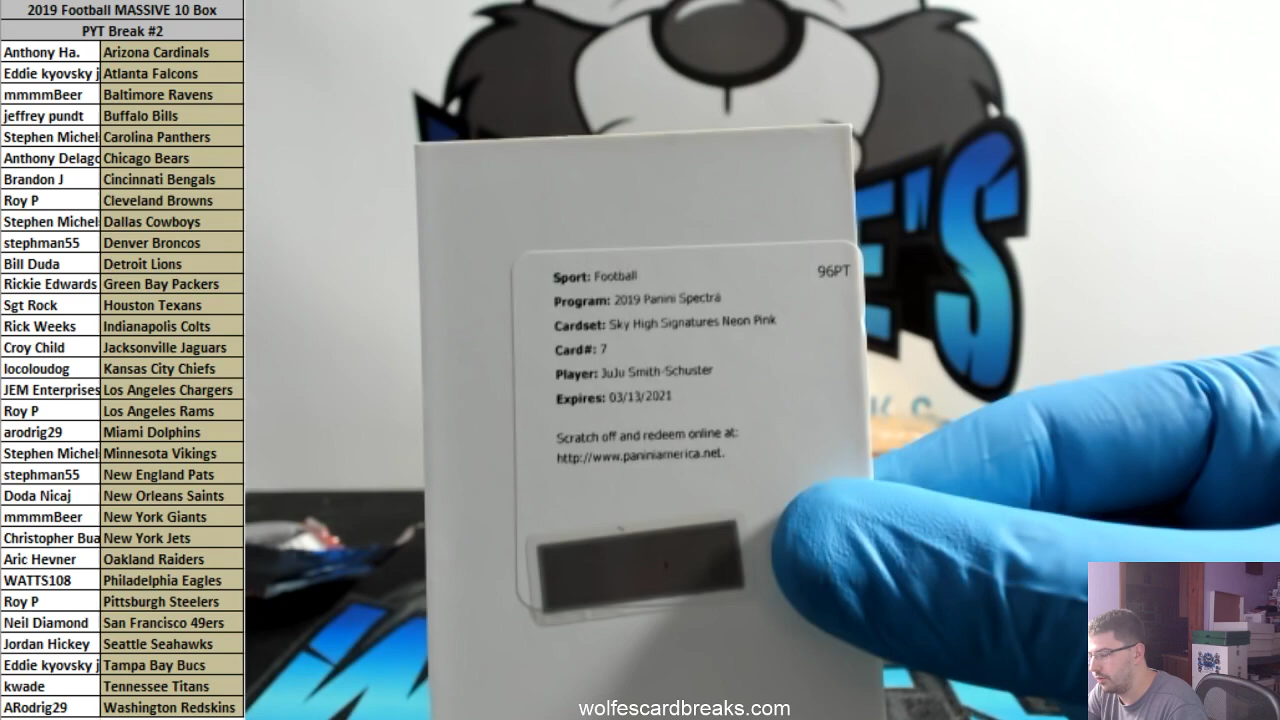 2019 Football MASSIVE 10 Box
PYT Break #2
Anthony Ha. Arizona Cardinals
Eddie kyovsky j Atlanta Falcons
mmmmBeer Baltimore Ravens
jeffrey pundt Buffalo Bills
Stephen Michel Carolina Panthers
Anthony Delago Chicago Bears
Brandon J Cincinnati Bengals
Roy P Cleveland Browns
Stephen Michel Dallas Cowboys
stephman55 Denver Broncos
Bill Duda Detroit Lions
Rickie Edwards Green Bay Packers
Sgt Rock Houston Texans
Rick Weeks Indianapolis Colts
Croy Child Jacksonville Jaguars
locoloudog Kansas City Chiefs
JEM Enterprises Los Angeles Chargers
Roy P Los Angeles Rams
arodrig29 Miami Dolphins
Stephen Michel Minnesota Vikings
stephman55 New England Pats
Doda Nicaj New Orleans Saints
mmmmBeer New York Giants
Christopher Bua New York Jets
Aric Hevner Oakland Raiders
WATTS108 Philadelphia Eagles
Roy P Pittsburgh Steelers
Neil Diamond San Francisco 49ers
Jordan Hickey Seattle Seahawks
Eddie kyovsky j Tampa Bay Bucs
kwade Tennessee Titans
ARodrig29 Washington Redskins
E'S
96PT
Sport: Football
Program: 2019 Panini Spectra
Cardset: Sky High Signatures Neon Pink
Card#: 7
Player: JuJu Smith-Schuster
Expires: 03/13/2021
Scratch off and redeem online at:
http://www.paniniamerica.net.
wolfescardbreaks.com